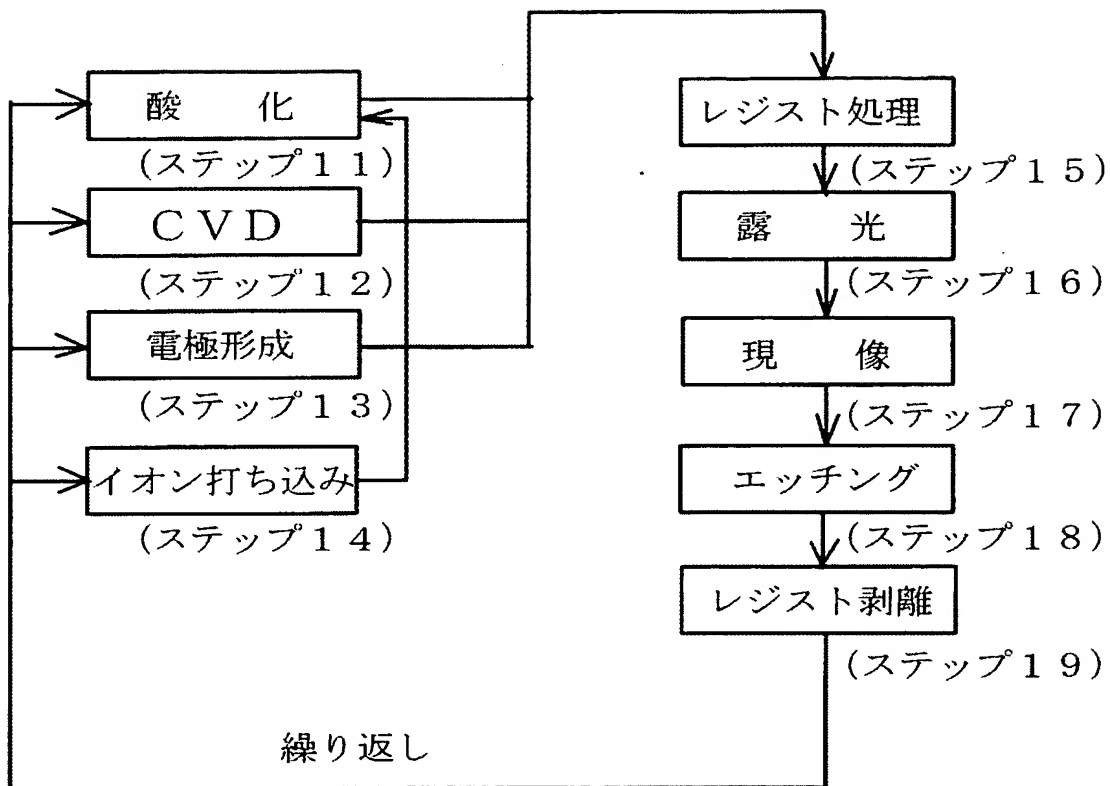 酸　化
(ステップ１１)
ＣＶＤ
(ステップ１２)
電極形成
(ステップ１３)
イオン打ち込み
(ステップ１４)
レジスト処理
(ステップ１５)
露　光
(ステップ１６)
現　像
(ステップ１７)
エッチング
(ステップ１８)
レジスト剥離
(ステップ１９)
繰り返し